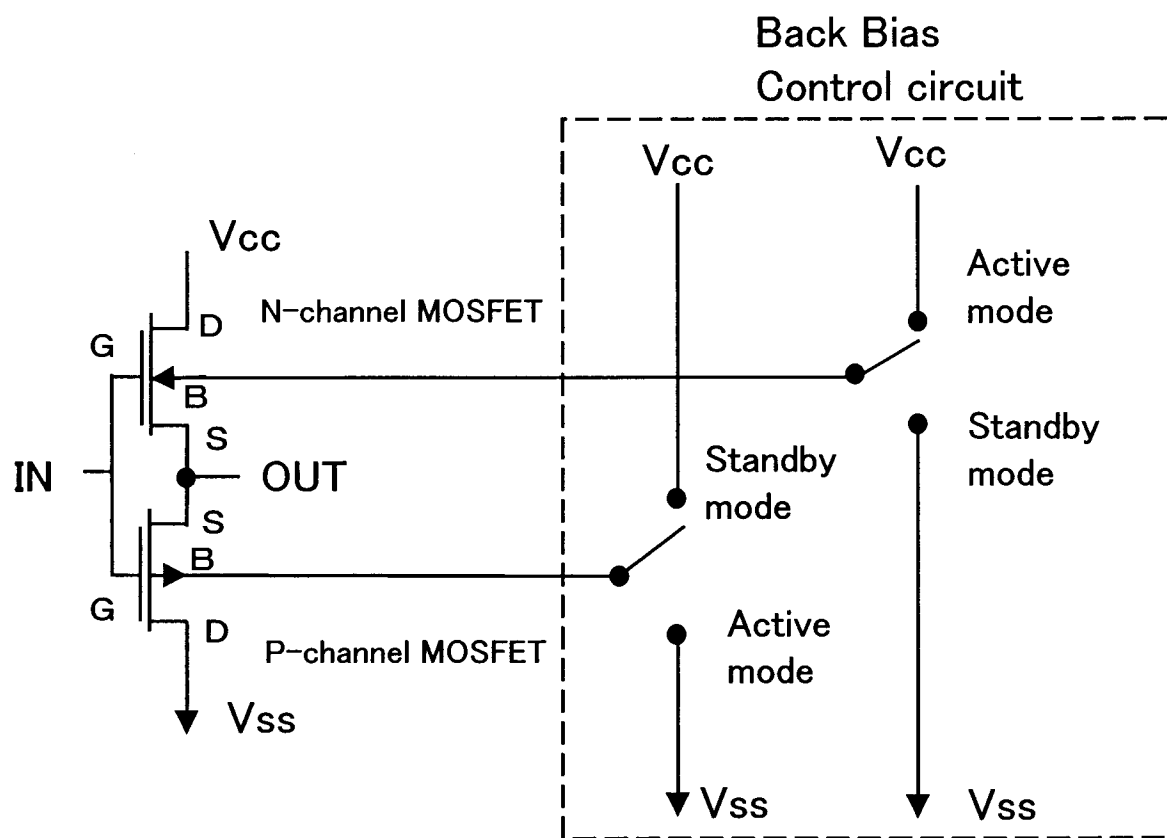 Back Bias
Control circuit
Vcc
Vcc
Vcc
Active
mode
N-channel MOSFET
D
G
B
S
Standby
mode
IN
OUT
Standby
mode
S
B
G
D
Active
mode
P-channel MOSFET
Vss
Vss
Vss